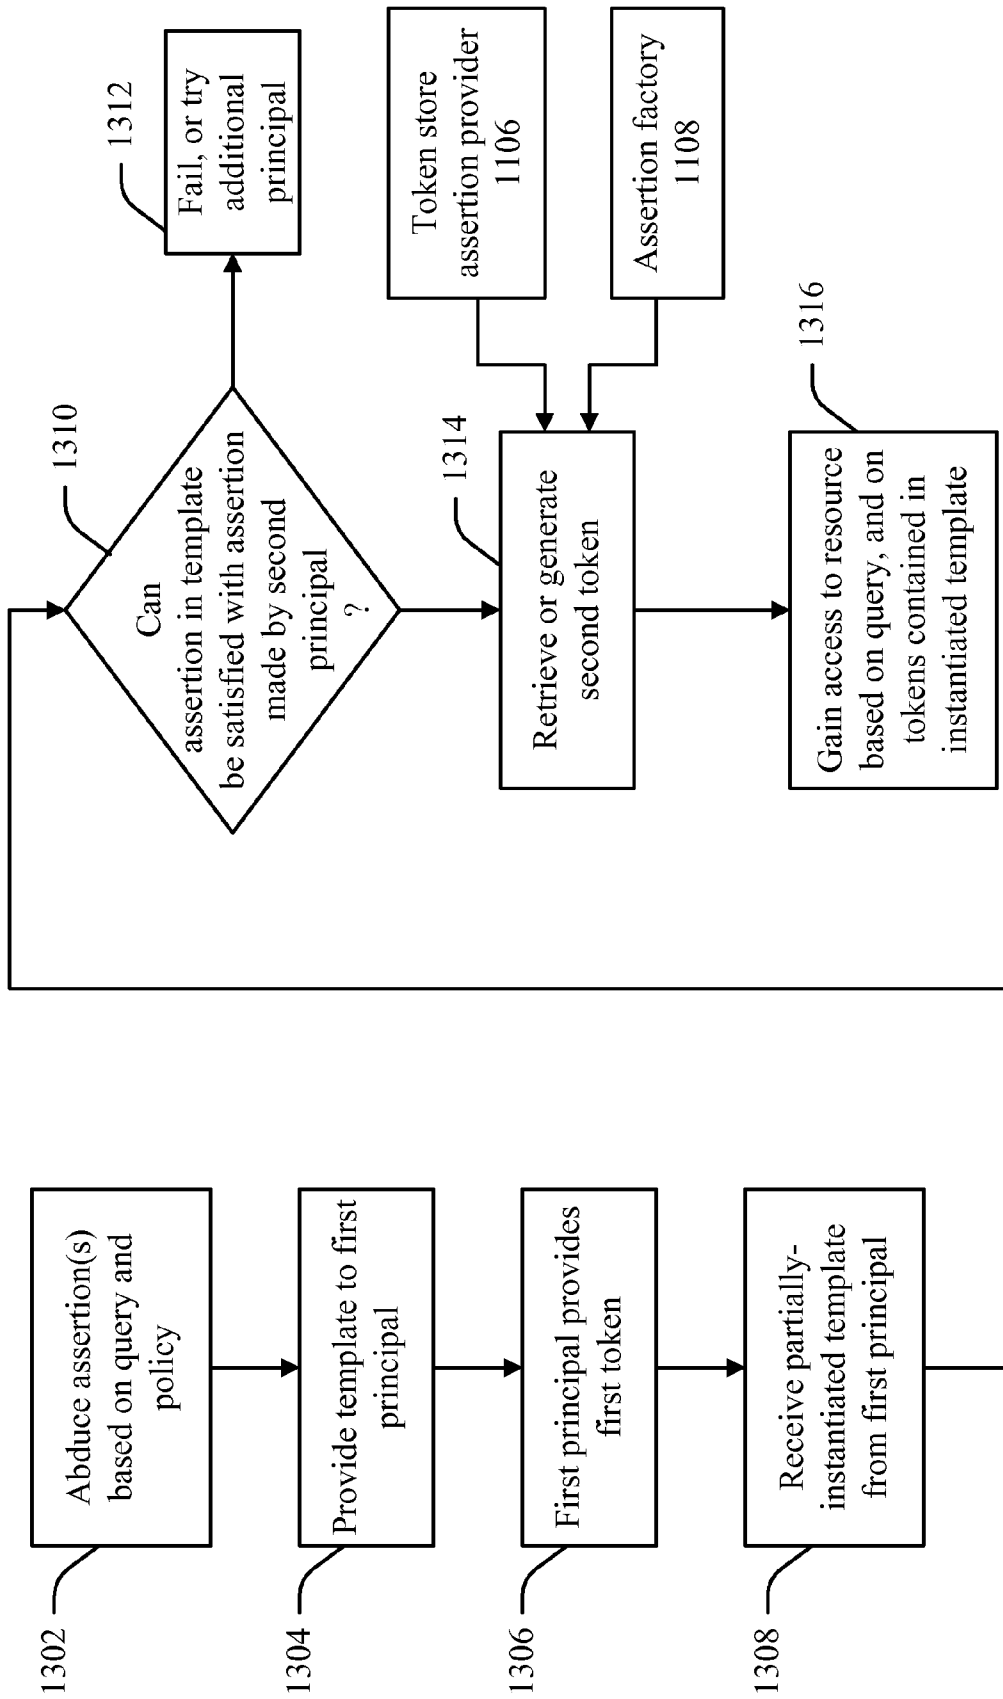 1302
Abduce assertion(s)
based on query and
policy
1304
Provide template to first
principal
1306
First principal provides
first token
1308
Receive partially-
instantiated template
from first principal
1310
Can
assertion in template
be satisfied with assertion
made by second
principal
?
1312
Fail, or try
additional
principal
1314
Retrieve or generate
second token
Token store
assertion provider
1106
Assertion factory
1108
1316
Gain access to resource
based on query, and on
tokens contained in
instantiated template